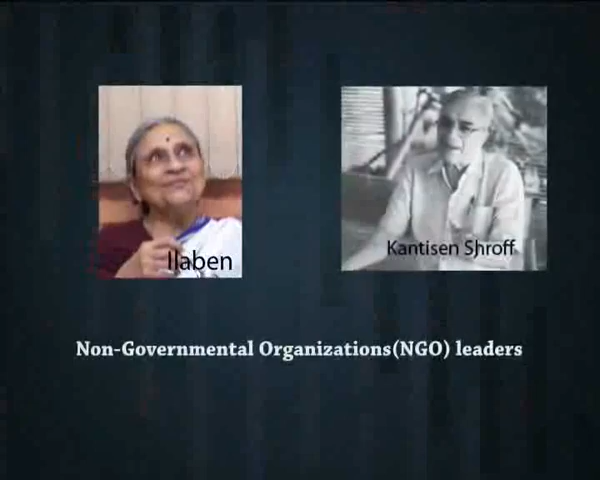 Ilaben
Kantisen Shroff
Non-Governmental Organizations(NGO) leaders